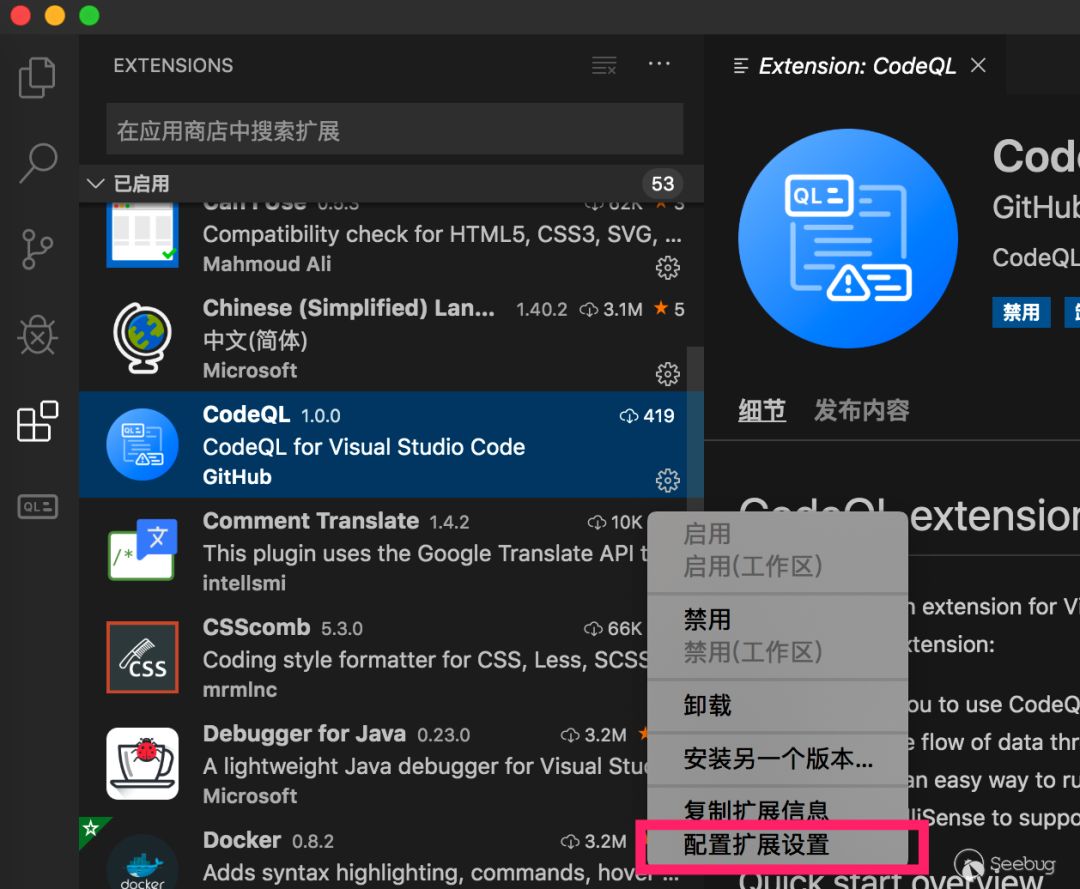 EXTENSIONS
在应用商店中搜索扩展
已启用
53
Can I Use 0.5.3 62K 3
Compatibility check for HTML5, CSS3, SVG, ...
Mahmoud Ali
Chinese (Simplified) Lan... 1.40.2 3.1M 5
中文(简体)
Microsoft
CodeQL 1.0.0 419
CodeQL for Visual Studio Code
GitHub
Comment Translate 1.4.2 10K
This plugin uses the Google Translate API t
intellsmi
CSScomb 5.3.0 66K
Coding style formatter for CSS, Less, SCSS
mrmlnc
Debugger for Java 0.23.0 3.2M
A lightweight Java debugger for Visual Stu
Microsoft
Docker 0.8.2 3.2M
Adds syntax highlighting, commands, hover ...
QL
QL
/*
文
CSS
docker
启用
启用(工作区)
禁用
禁用(工作区)
卸载
安装另一个版本...
复制扩展信息
配置扩展设置
Extension: CodeQL
QL
Code
GitHub
CodeQL
禁用
细节
发布内容
CodeQL extension
n extension for Vi
xtension:
ou to use CodeQ
e flow of data thr
an easy way to ru
lliSense to suppo
Quick start overview
Seebug